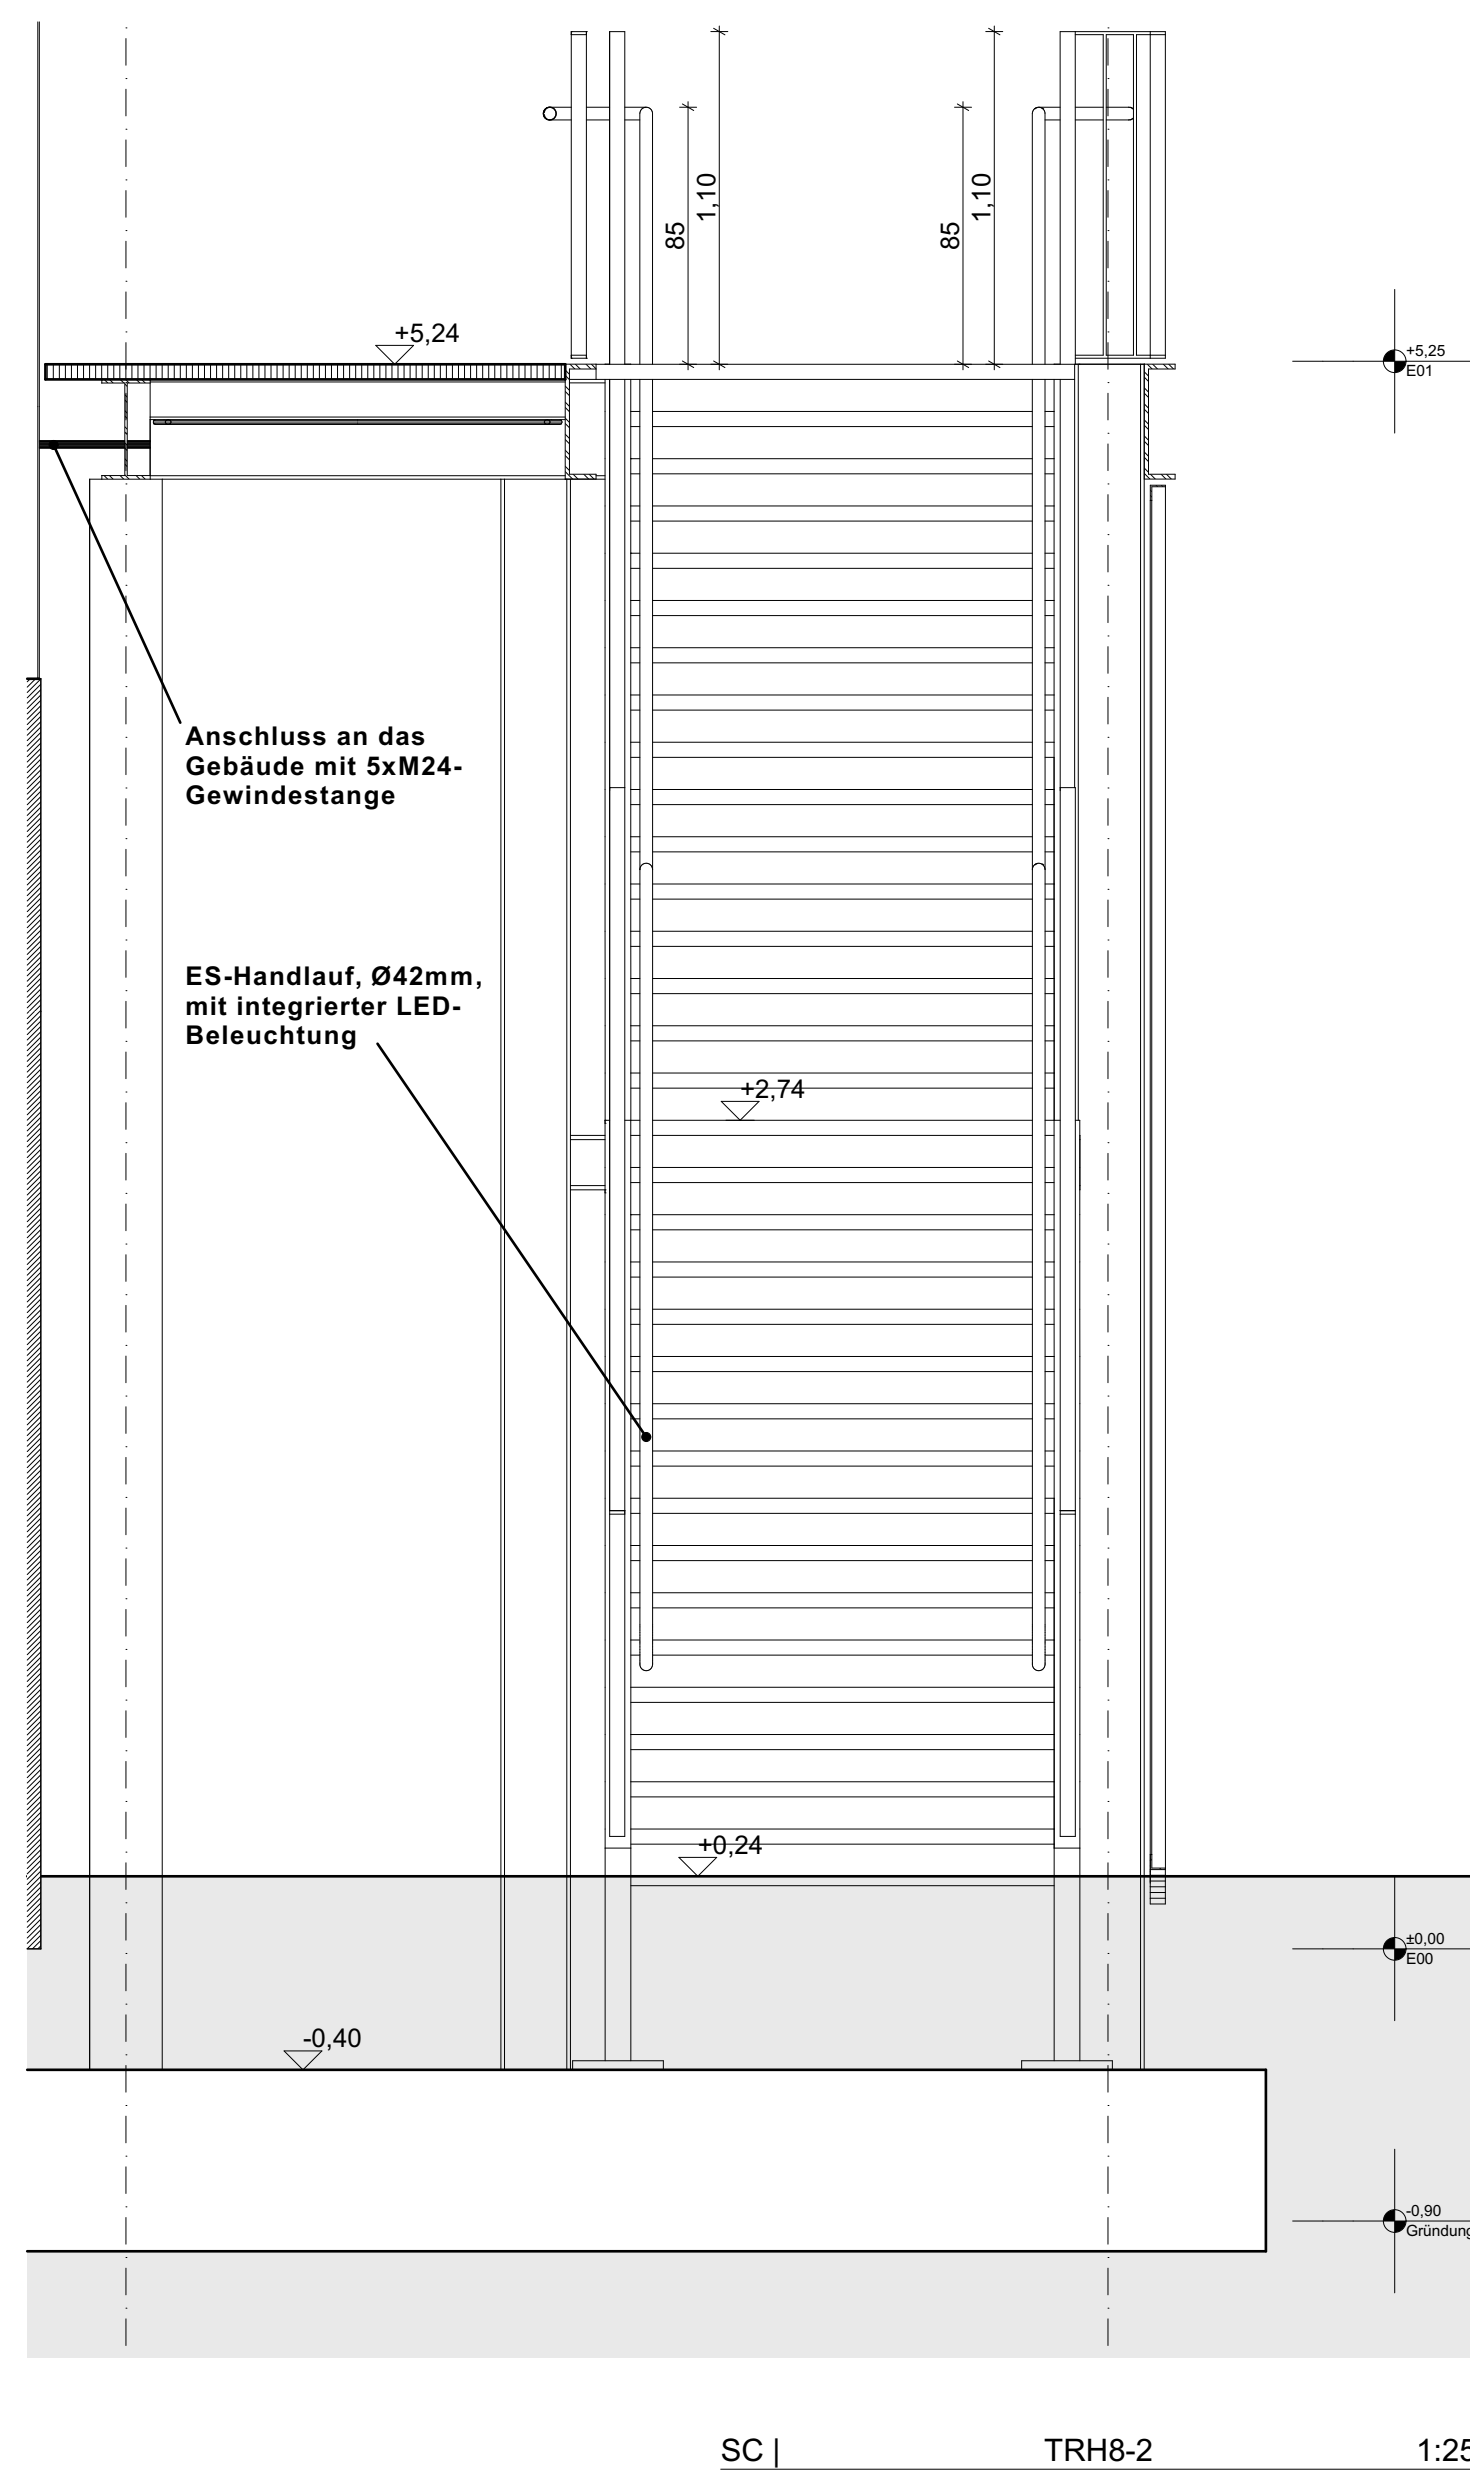 1,10
1,10
85
85
+5,24
+5,25
E01
Anschluss an das
Gebäude mit 5xM24-
Gewindestange
ES-Handlauf, Ø42mm,
mit integrierter LED-
Beleuchtung
+2,74
+0,24
±0,00
E00
-0,40
-0,90
Gründung
SC | TRH8-2 1:25